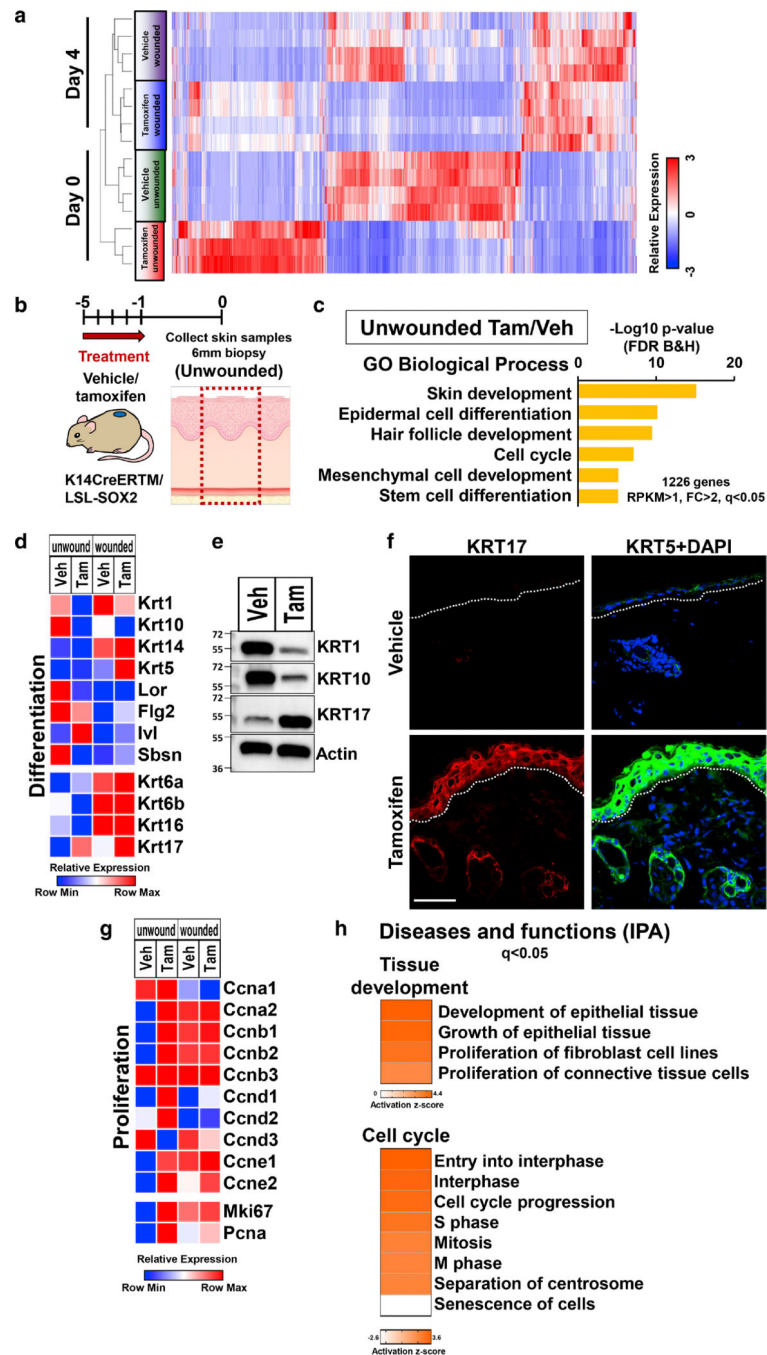 a
Day 4
Day 0
Vehicle
wounded
Tamoxifen
wounded
Vehicle
unwounded
Tamoxifen
unwounded
Relative Expression
3
0
-3
b
-5
-1
0
Treatment
Vehicle/
tamoxifen
K14CreERTM/
LSL-SOX2
Collect skin samples
6mm biopsy
(Unwounded)
c
Unwounded Tam/Veh
-Log10 p-value
(FDR B&H)
GO Biological Process
0
10
20
Skin development
Epidermal cell differentiation
Hair follicle development
Cell cycle
Mesenchymal cell development
Stem cell differentiation
1226 genes
RPKM>1, FC>2, q<0.05
d
unwound wounded
Veh Tam Veh Tam
Differentiation
Krt1
Krt10
Krt14
Krt5
Lor
Flg2
Ivl
Sbsn
Krt6a
Krt6b
Krt16
Krt17
Relative Expression
Row Min Row Max
e
Veh Tam
72
55
KRT1
72
55
KRT10
72
55
KRT17
55
36
Actin
f
KRT17
KRT5+DAPI
Vehicle
Tamoxifen
g
unwound wounded
Veh Tam Veh Tam
Proliferation
Ccna1
Ccna2
Ccnb1
Ccnb2
Ccnb3
Ccnd1
Ccnd2
Ccnd3
Ccne1
Ccne2
Mki67
Pcna
Relative Expression
Row Min Row Max
h
Diseases and functions (IPA)
q<0.05
Tissue
development
Development of epithelial tissue
Growth of epithelial tissue
Proliferation of fibroblast cell lines
Proliferation of connective tissue cells
0 4.4
Activation z-score
Cell cycle
Entry into interphase
Interphase
Cell cycle progression
S phase
Mitosis
M phase
Separation of centrosome
Senescence of cells
-2.6 3.6
Activation z-score